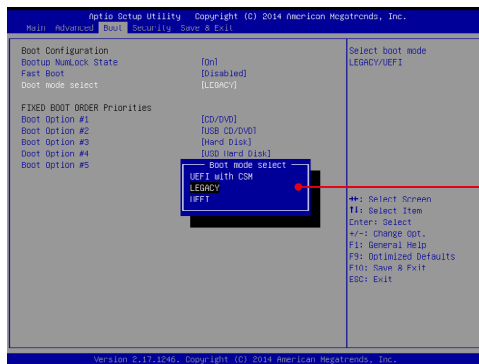 Aptio Setup Utility Copyright (C) 2014 American Megatrends, Inc.
Main Advanced Boot Security Save & Exit
Boot Configuration
Bootup NumLock State [On]
Fast Boot [Disabled]
Boot mode select [LEGACY]
FIXED BOOT ORDER Priorities
Boot Option #1 [CD/DVD]
Boot Option #2 [USB CD/DVD]
Boot Option #3 [Hard Disk]
Boot Option #4 [USB Hard Disk]
Boot Option #5
Boot mode select
UEFI with CSM
LEGACY
UEFI
Select boot mode
LEGACY/UEFI
↔: Select Screen
↑↓: Select Item
Enter: Select
+/-: Change Opt.
F1: General Help
F9: Optimized Defaults
F10: Save & Exit
ESC: Exit
Version 2.17.1246. Copyright (C) 2014 American Megatrends, Inc.